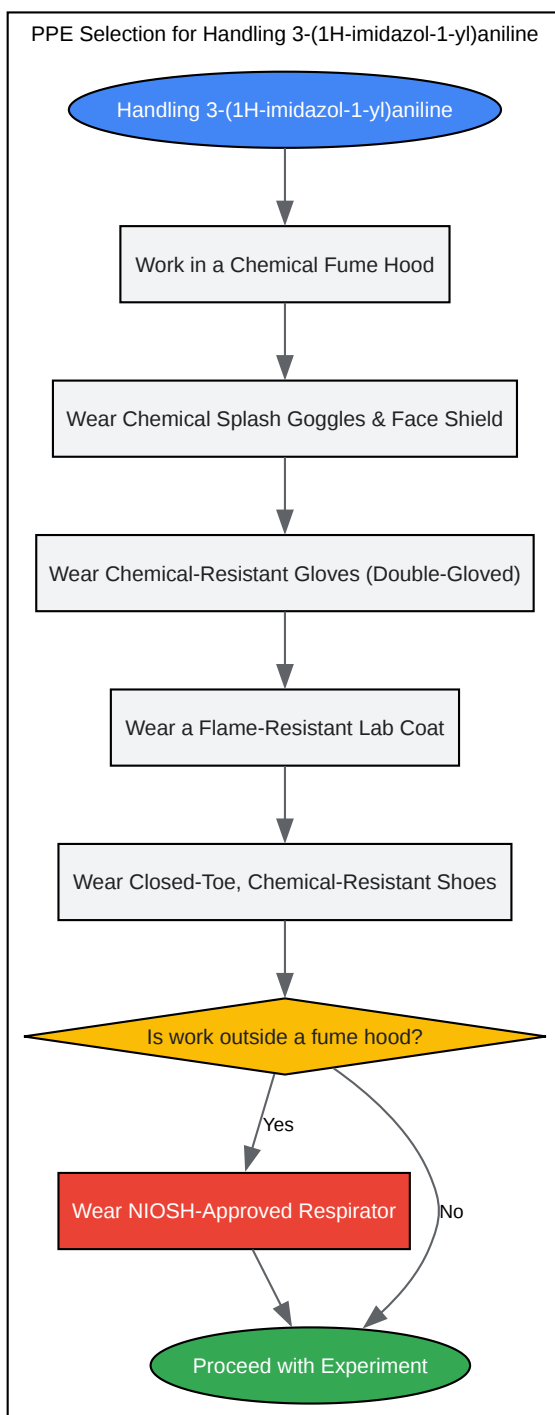 PPE Selection for Handling 3-(1H-imidazol-1-yl)aniline
Handling 3-(1H-imidazol-1-yl)aniline
Work in a Chemical Fume Hood
Wear Chemical Splash Goggles & Face Shield
Wear Chemical-Resistant Gloves (Double-Gloved)
Wear a Flame-Resistant Lab Coat
Wear Closed-Toe, Chemical-Resistant Shoes
Is work outside a fume hood?
Yes
Wear NIOSH-Approved Respirator
No
Proceed with Experiment